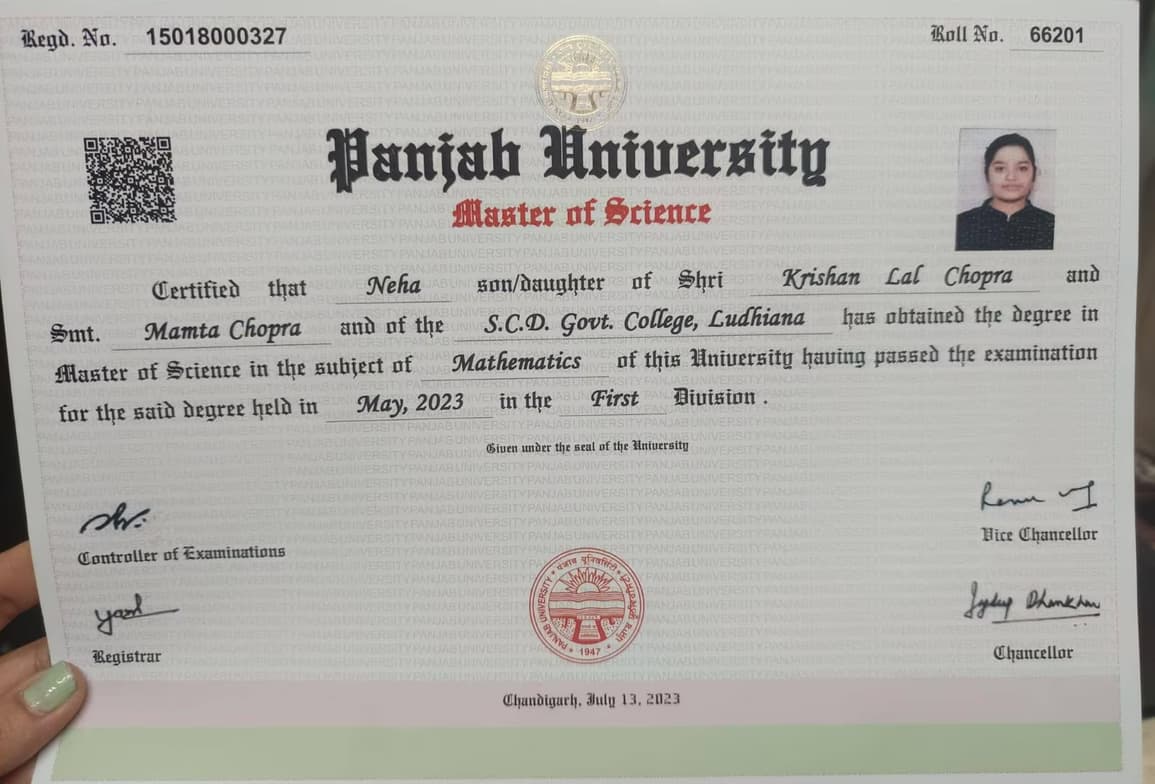 Regd. No. 15018000327
Roll No. 66201
Panjab University
Master of Science
Certified that Neha son/daughter of Shri Krishan Lal Chopra and
Smt. Mamta Chopra and of the S.C.D. Govt. College, Ludhiana has obtained the degree in
Master of Science in the subject of Mathematics of this University having passed the examination
for the said degree held in May, 2023 in the First Division .
Given under the seal of the University
Controller of Examinations
Vice Chancellor
Registrar
Chancellor
PANJAB UNIVERSITY
पंजाब यूनिवर्सिटी
1947
Chandigarh, July 13, 2023